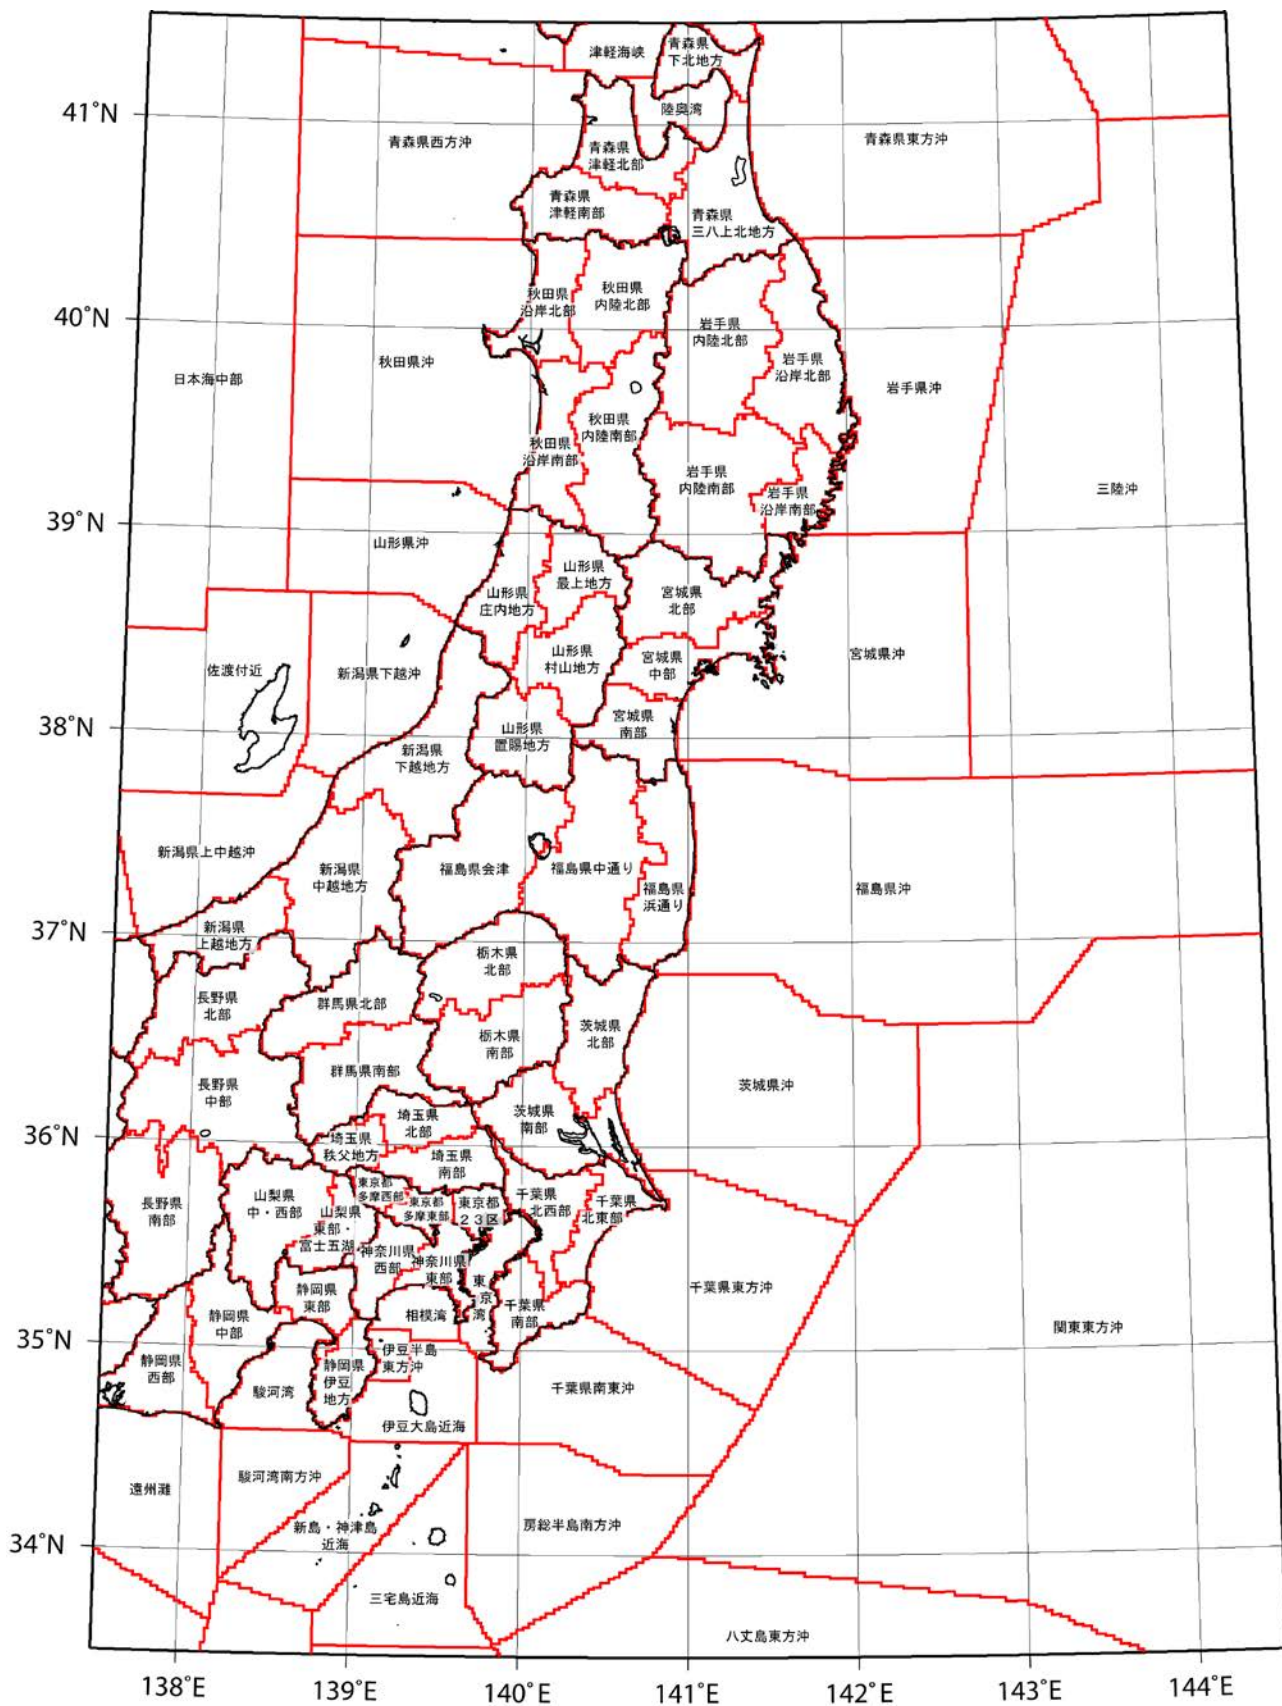 津軽海峡
青森県
下北地方
陸奥湾
41°N
青森県西方沖
青森県東方沖
青森県
津軽北部
青森県
津軽南部
青森県
三八上北地方
秋田県
沿岸北部
秋田県
内陸北部
40°N
岩手県
内陸北部
岩手県
沿岸北部
日本海中部
秋田県沖
岩手県沖
秋田県
内陸南部
秋田県
沿岸南部
岩手県
内陸南部
岩手県
沿岸南部
三陸沖
39°N
山形県沖
山形県
最上地方
山形県
庄内地方
宮城県
北部
佐渡付近
新潟県下越沖
山形県
村山地方
宮城県
中部
宮城県沖
38°N
宮城県
南部
山形県
置賜地方
新潟県
下越地方
新潟県上中越沖
新潟県
中越地方
福島県会津
福島県中通り
福島県
浜通り
福島県沖
37°N
新潟県
上越地方
栃木県
北部
長野県
北部
群馬県北部
栃木県
南部
茨城県
北部
群馬県南部
長野県
中部
茨城県沖
36°N
埼玉県
北部
茨城県
南部
埼玉県
秩父地方
埼玉県
南部
東京都
多摩西部
東京都
多摩東部
東京都
23区
千葉県
北西部
千葉県
北東部
長野県
南部
山梨県
中・西部
山梨県
東部・
富士五湖
神奈川県
西部
神奈川県
東部
千葉県東方沖
静岡県
東部
東
京
湾
相模湾
千葉県
南部
静岡県
中部
関東東方沖
35°N
伊豆半島
東方沖
静岡県
西部
駿河湾
静岡県
伊豆
地方
千葉県南東沖
伊豆大島近海
遠州灘
駿河湾南方沖
新島・神津島
近海
房総半島南方沖
34°N
三宅島近海
八丈島東方沖
138°E
139°E
140°E
141°E
142°E
143°E
144°E